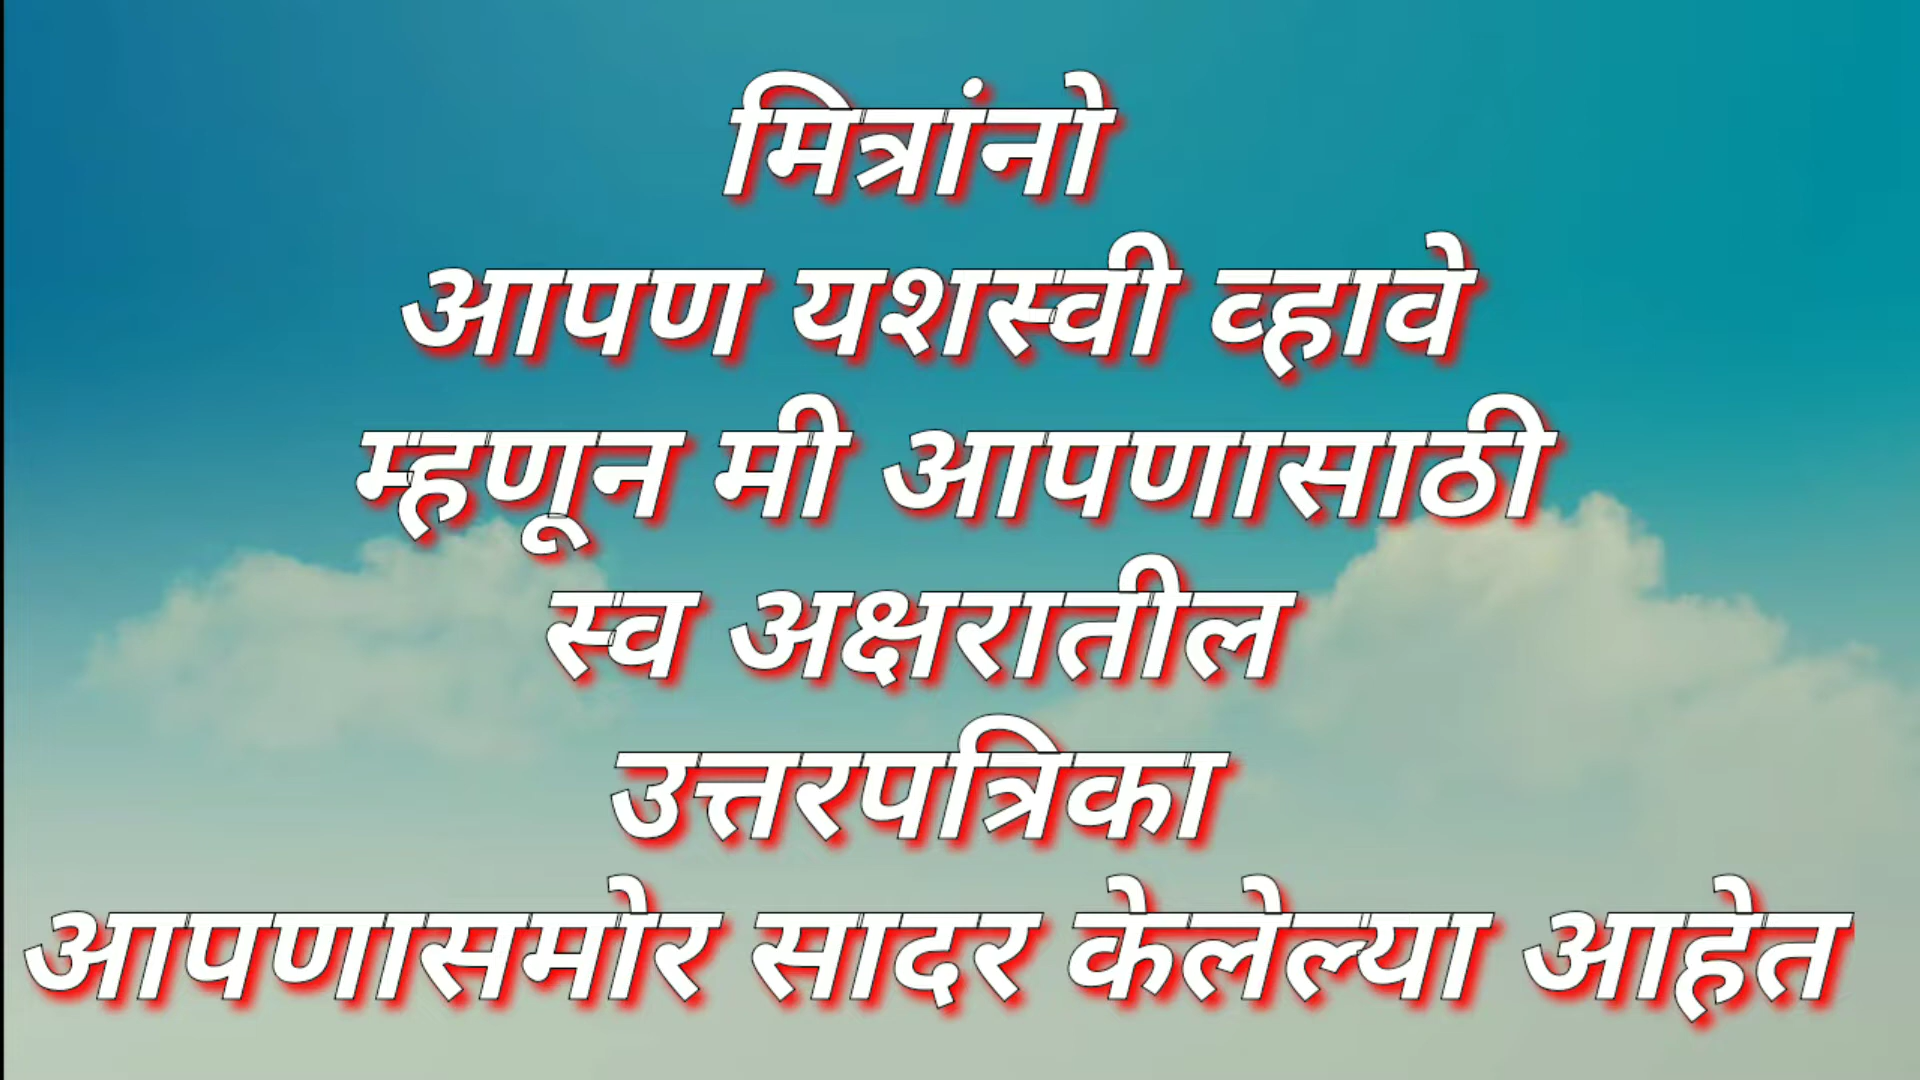 मित्रांनो
आपण यशस्वी व्हावे
म्हणून मी आपणासाठी
स्व अक्षरातील
उत्तरपत्रिका
आपणासमोर सादर केलेल्या आहेत